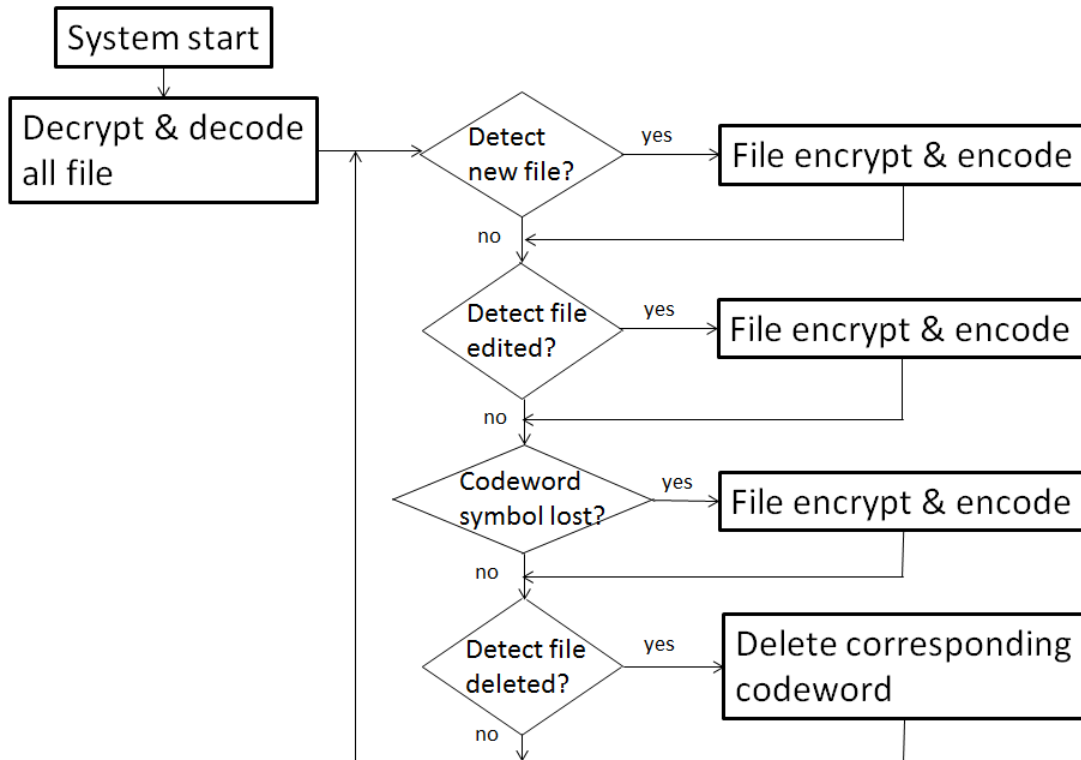 System start
Decrypt & decode
all file
Detect
new file?
yes
File encrypt & encode
no
Detect file
edited?
yes
File encrypt & encode
no
Codeword
symbol lost?
yes
File encrypt & encode
no
Detect file
deleted?
yes
Delete corresponding
codeword
no